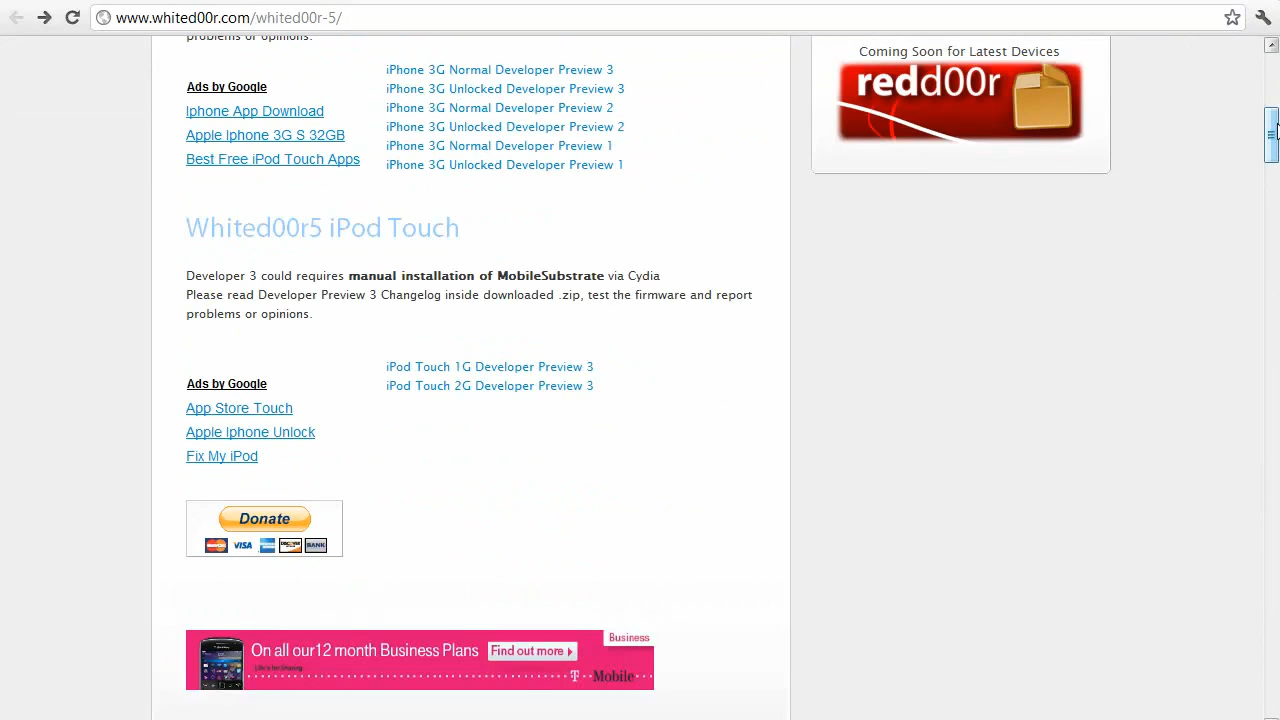 www.whited00r.com/whited00r-5/
problems or opinions.
Ads by Google
Iphone App Download
Apple Iphone 3G S 32GB
Best Free iPod Touch Apps
iPhone 3G Normal Developer Preview 3
iPhone 3G Unlocked Developer Preview 3
iPhone 3G Normal Developer Preview 2
iPhone 3G Unlocked Developer Preview 2
iPhone 3G Normal Developer Preview 1
iPhone 3G Unlocked Developer Preview 1
Coming Soon for Latest Devices
redd00r
Whited00r5 iPod Touch
Developer 3 could requires manual installation of MobileSubstrate via Cydia
Please read Developer Preview 3 Changelog inside downloaded .zip, test the firmware and report
problems or opinions.
Ads by Google
App Store Touch
Apple Iphone Unlock
Fix My iPod
iPod Touch 1G Developer Preview 3
iPod Touch 2G Developer Preview 3
Donate
VISA
BANK
Business
On all our12 month Business Plans
Find out more
Life's for Sharing
T Mobile